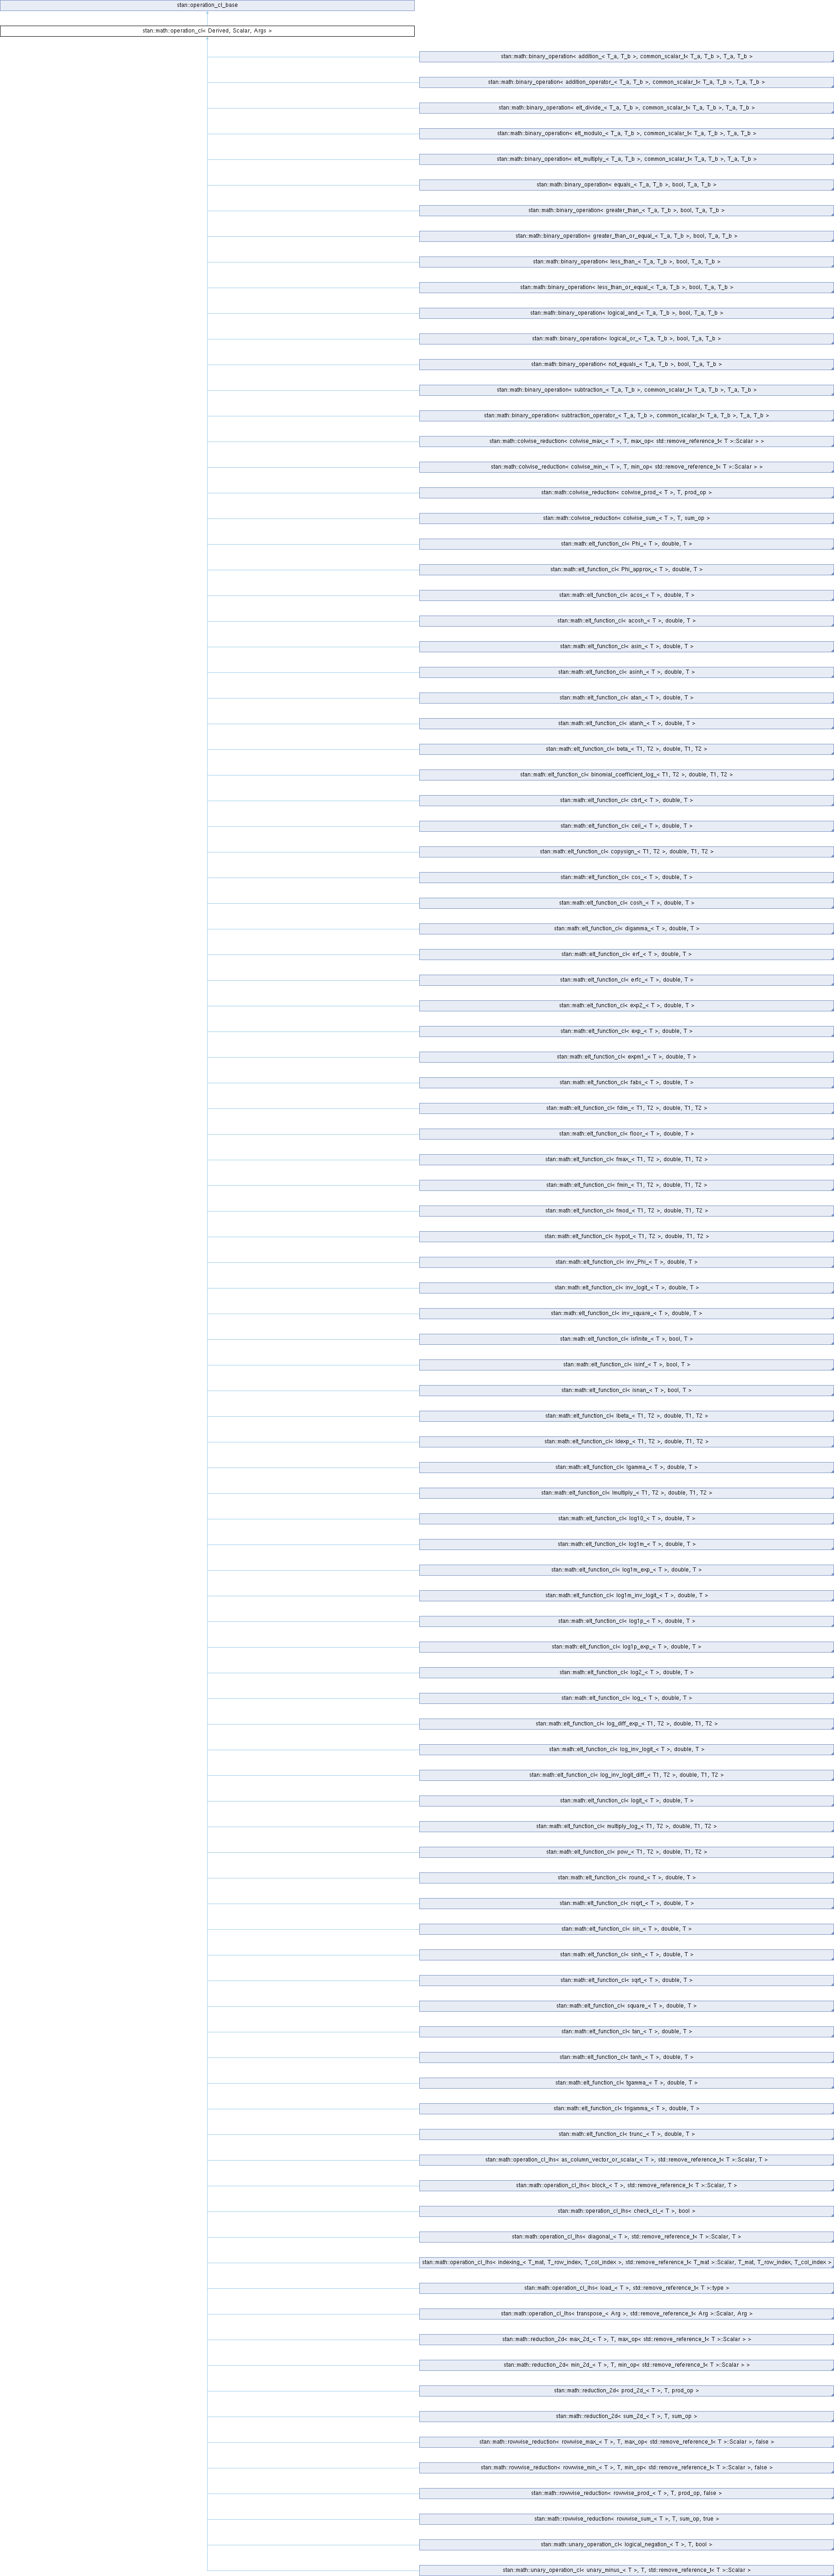 stan::operation_cl_base
stan::math::operation_cl< Derived, Scalar, Args >
stan::math::binary_operation< addition_< T_a, T_b >, common_scalar_t< T_a, T_b >, T_a, T_b >
stan::math::binary_operation< addition_operator_< T_a, T_b >, common_scalar_t< T_a, T_b >, T_a, T_b >
stan::math::binary_operation< elt_divide_< T_a, T_b >, common_scalar_t< T_a, T_b >, T_a, T_b >
stan::math::binary_operation< elt_modulo_< T_a, T_b >, common_scalar_t< T_a, T_b >, T_a, T_b >
stan::math::binary_operation< elt_multiply_< T_a, T_b >, common_scalar_t< T_a, T_b >, T_a, T_b >
stan::math::binary_operation< equals_< T_a, T_b >, bool, T_a, T_b >
stan::math::binary_operation< greater_than_< T_a, T_b >, bool, T_a, T_b >
stan::math::binary_operation< greater_than_or_equal_< T_a, T_b >, bool, T_a, T_b >
stan::math::binary_operation< less_than_< T_a, T_b >, bool, T_a, T_b >
stan::math::binary_operation< less_than_or_equal_< T_a, T_b >, bool, T_a, T_b >
stan::math::binary_operation< logical_and_< T_a, T_b >, bool, T_a, T_b >
stan::math::binary_operation< logical_or_< T_a, T_b >, bool, T_a, T_b >
stan::math::binary_operation< not_equals_< T_a, T_b >, bool, T_a, T_b >
stan::math::binary_operation< subtraction_< T_a, T_b >, common_scalar_t< T_a, T_b >, T_a, T_b >
stan::math::binary_operation< subtraction_operator_< T_a, T_b >, common_scalar_t< T_a, T_b >, T_a, T_b >
stan::math::colwise_reduction< colwise_max_< T >, T, max_op< std::remove_reference_t< T >::Scalar > >
stan::math::colwise_reduction< colwise_min_< T >, T, min_op< std::remove_reference_t< T >::Scalar > >
stan::math::colwise_reduction< colwise_prod_< T >, T, prod_op >
stan::math::colwise_reduction< colwise_sum_< T >, T, sum_op >
stan::math::elt_function_cl< Phi_< T >, double, T >
stan::math::elt_function_cl< Phi_approx_< T >, double, T >
stan::math::elt_function_cl< acos_< T >, double, T >
stan::math::elt_function_cl< acosh_< T >, double, T >
stan::math::elt_function_cl< asin_< T >, double, T >
stan::math::elt_function_cl< asinh_< T >, double, T >
stan::math::elt_function_cl< atan_< T >, double, T >
stan::math::elt_function_cl< atanh_< T >, double, T >
stan::math::elt_function_cl< beta_< T1, T2 >, double, T1, T2 >
stan::math::elt_function_cl< binomial_coefficient_log_< T1, T2 >, double, T1, T2 >
stan::math::elt_function_cl< cbrt_< T >, double, T >
stan::math::elt_function_cl< ceil_< T >, double, T >
stan::math::elt_function_cl< copysign_< T1, T2 >, double, T1, T2 >
stan::math::elt_function_cl< cos_< T >, double, T >
stan::math::elt_function_cl< cosh_< T >, double, T >
stan::math::elt_function_cl< digamma_< T >, double, T >
stan::math::elt_function_cl< erf_< T >, double, T >
stan::math::elt_function_cl< erfc_< T >, double, T >
stan::math::elt_function_cl< exp2_< T >, double, T >
stan::math::elt_function_cl< exp_< T >, double, T >
stan::math::elt_function_cl< expm1_< T >, double, T >
stan::math::elt_function_cl< fabs_< T >, double, T >
stan::math::elt_function_cl< fdim_< T1, T2 >, double, T1, T2 >
stan::math::elt_function_cl< floor_< T >, double, T >
stan::math::elt_function_cl< fmax_< T1, T2 >, double, T1, T2 >
stan::math::elt_function_cl< fmin_< T1, T2 >, double, T1, T2 >
stan::math::elt_function_cl< fmod_< T1, T2 >, double, T1, T2 >
stan::math::elt_function_cl< hypot_< T1, T2 >, double, T1, T2 >
stan::math::elt_function_cl< inv_Phi_< T >, double, T >
stan::math::elt_function_cl< inv_logit_< T >, double, T >
stan::math::elt_function_cl< inv_square_< T >, double, T >
stan::math::elt_function_cl< isfinite_< T >, bool, T >
stan::math::elt_function_cl< isinf_< T >, bool, T >
stan::math::elt_function_cl< isnan_< T >, bool, T >
stan::math::elt_function_cl< lbeta_< T1, T2 >, double, T1, T2 >
stan::math::elt_function_cl< ldexp_< T1, T2 >, double, T1, T2 >
stan::math::elt_function_cl< lgamma_< T >, double, T >
stan::math::elt_function_cl< lmultiply_< T1, T2 >, double, T1, T2 >
stan::math::elt_function_cl< log10_< T >, double, T >
stan::math::elt_function_cl< log1m_< T >, double, T >
stan::math::elt_function_cl< log1m_exp_< T >, double, T >
stan::math::elt_function_cl< log1m_inv_logit_< T >, double, T >
stan::math::elt_function_cl< log1p_< T >, double, T >
stan::math::elt_function_cl< log1p_exp_< T >, double, T >
stan::math::elt_function_cl< log2_< T >, double, T >
stan::math::elt_function_cl< log_< T >, double, T >
stan::math::elt_function_cl< log_diff_exp_< T1, T2 >, double, T1, T2 >
stan::math::elt_function_cl< log_inv_logit_< T >, double, T >
stan::math::elt_function_cl< log_inv_logit_diff_< T1, T2 >, double, T1, T2 >
stan::math::elt_function_cl< logit_< T >, double, T >
stan::math::elt_function_cl< multiply_log_< T1, T2 >, double, T1, T2 >
stan::math::elt_function_cl< pow_< T1, T2 >, double, T1, T2 >
stan::math::elt_function_cl< round_< T >, double, T >
stan::math::elt_function_cl< rsqrt_< T >, double, T >
stan::math::elt_function_cl< sin_< T >, double, T >
stan::math::elt_function_cl< sinh_< T >, double, T >
stan::math::elt_function_cl< sqrt_< T >, double, T >
stan::math::elt_function_cl< square_< T >, double, T >
stan::math::elt_function_cl< tan_< T >, double, T >
stan::math::elt_function_cl< tanh_< T >, double, T >
stan::math::elt_function_cl< tgamma_< T >, double, T >
stan::math::elt_function_cl< trigamma_< T >, double, T >
stan::math::elt_function_cl< trunc_< T >, double, T >
stan::math::operation_cl_lhs< as_column_vector_or_scalar_< T >, std::remove_reference_t< T >::Scalar, T >
stan::math::operation_cl_lhs< block_< T >, std::remove_reference_t< T >::Scalar, T >
stan::math::operation_cl_lhs< check_cl_< T >, bool >
stan::math::operation_cl_lhs< diagonal_< T >, std::remove_reference_t< T >::Scalar, T >
stan::math::operation_cl_lhs< indexing_< T_mat, T_row_index, T_col_index >, std::remove_reference_t< T_mat >::Scalar, T_mat, T_row_index, T_col_index >
stan::math::operation_cl_lhs< load_< T >, std::remove_reference_t< T >::type >
stan::math::operation_cl_lhs< transpose_< Arg >, std::remove_reference_t< Arg >::Scalar, Arg >
stan::math::reduction_2d< max_2d_< T >, T, max_op< std::remove_reference_t< T >::Scalar > >
stan::math::reduction_2d< min_2d_< T >, T, min_op< std::remove_reference_t< T >::Scalar > >
stan::math::reduction_2d< prod_2d_< T >, T, prod_op >
stan::math::reduction_2d< sum_2d_< T >, T, sum_op >
stan::math::rowwise_reduction< rowwise_max_< T >, T, max_op< std::remove_reference_t< T >::Scalar >, false >
stan::math::rowwise_reduction< rowwise_min_< T >, T, min_op< std::remove_reference_t< T >::Scalar >, false >
stan::math::rowwise_reduction< rowwise_prod_< T >, T, prod_op, false >
stan::math::rowwise_reduction< rowwise_sum_< T >, T, sum_op, true >
stan::math::unary_operation_cl< logical_negation_< T >, T, bool >
stan::math::unary_operation_cl< unary_minus_< T >, T, std::remove_reference_t< T >::Scalar >